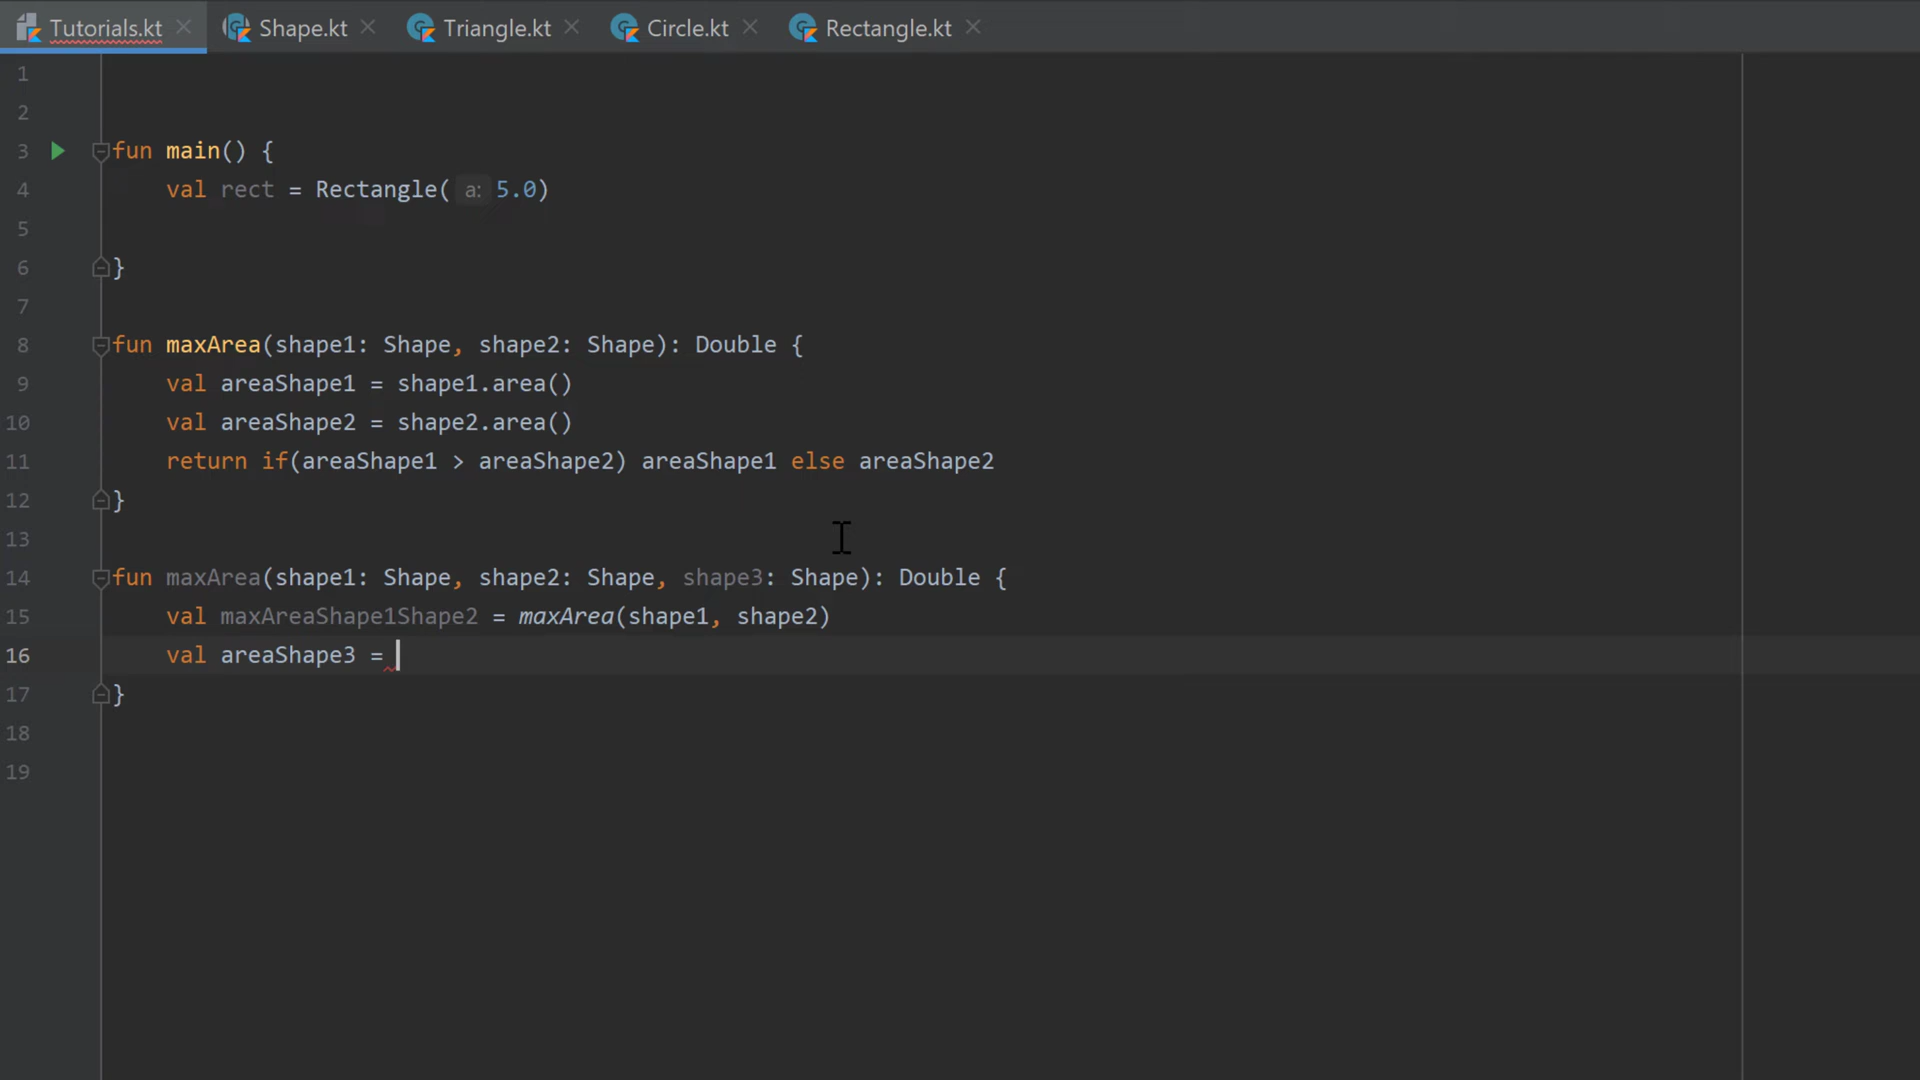 Tutorials.kt Shape.kt Triangle.kt Circle.kt Rectangle.kt
1
2
3 fun main() {
4 val rect = Rectangle( a: 5.0)
5
6 }
7
8 fun maxArea(shape1: Shape, shape2: Shape): Double {
9 val areaShape1 = shape1.area()
10 val areaShape2 = shape2.area()
11 return if(areaShape1 > areaShape2) areaShape1 else areaShape2
12 }
13
14 fun maxArea(shape1: Shape, shape2: Shape, shape3: Shape): Double {
15 val maxAreaShape1Shape2 = maxArea(shape1, shape2)
16 val areaShape3 =
17 }
18
19